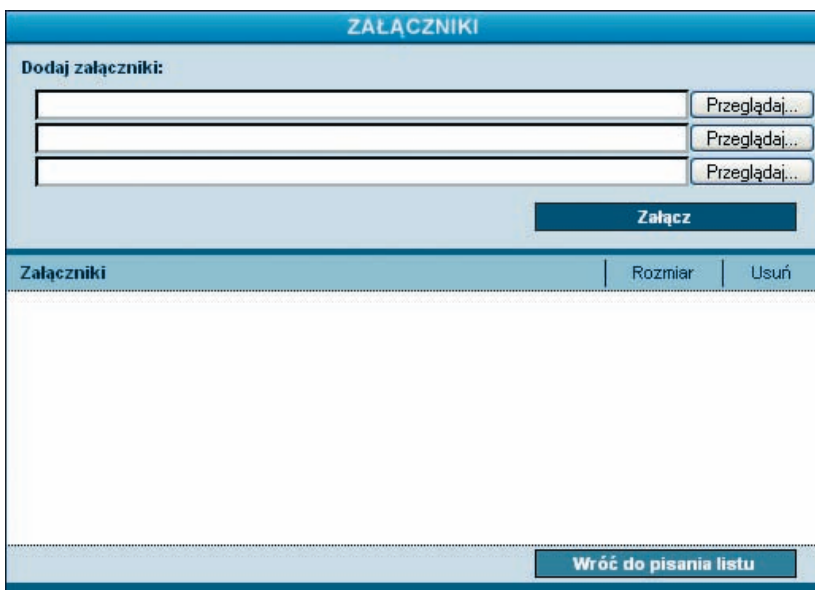 ZAŁĄCZNIKI
Dodaj załączniki:
Przeglądaj...
Przeglądaj...
Przeglądaj...
Załącz
Załączniki Rozmiar Usuń
Wróć do pisania listu